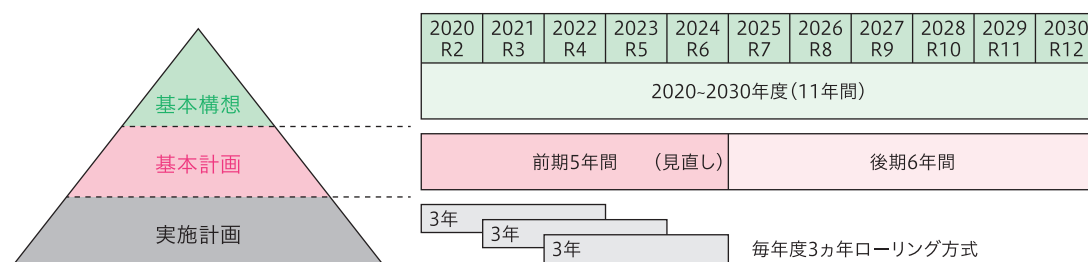 2020 2021 2022 2023 2024 2025 2026 2027 2028 2029 2030
R2 R3 R4 R5 R6 R7 R8 R9 R10 R11 R12
基本構想
2020~2030年度(11年間)
基本計画
前期5年間 (見直し) 後期6年間
実施計画
3年
3年
3年
毎年度3ヵ年ローリング方式